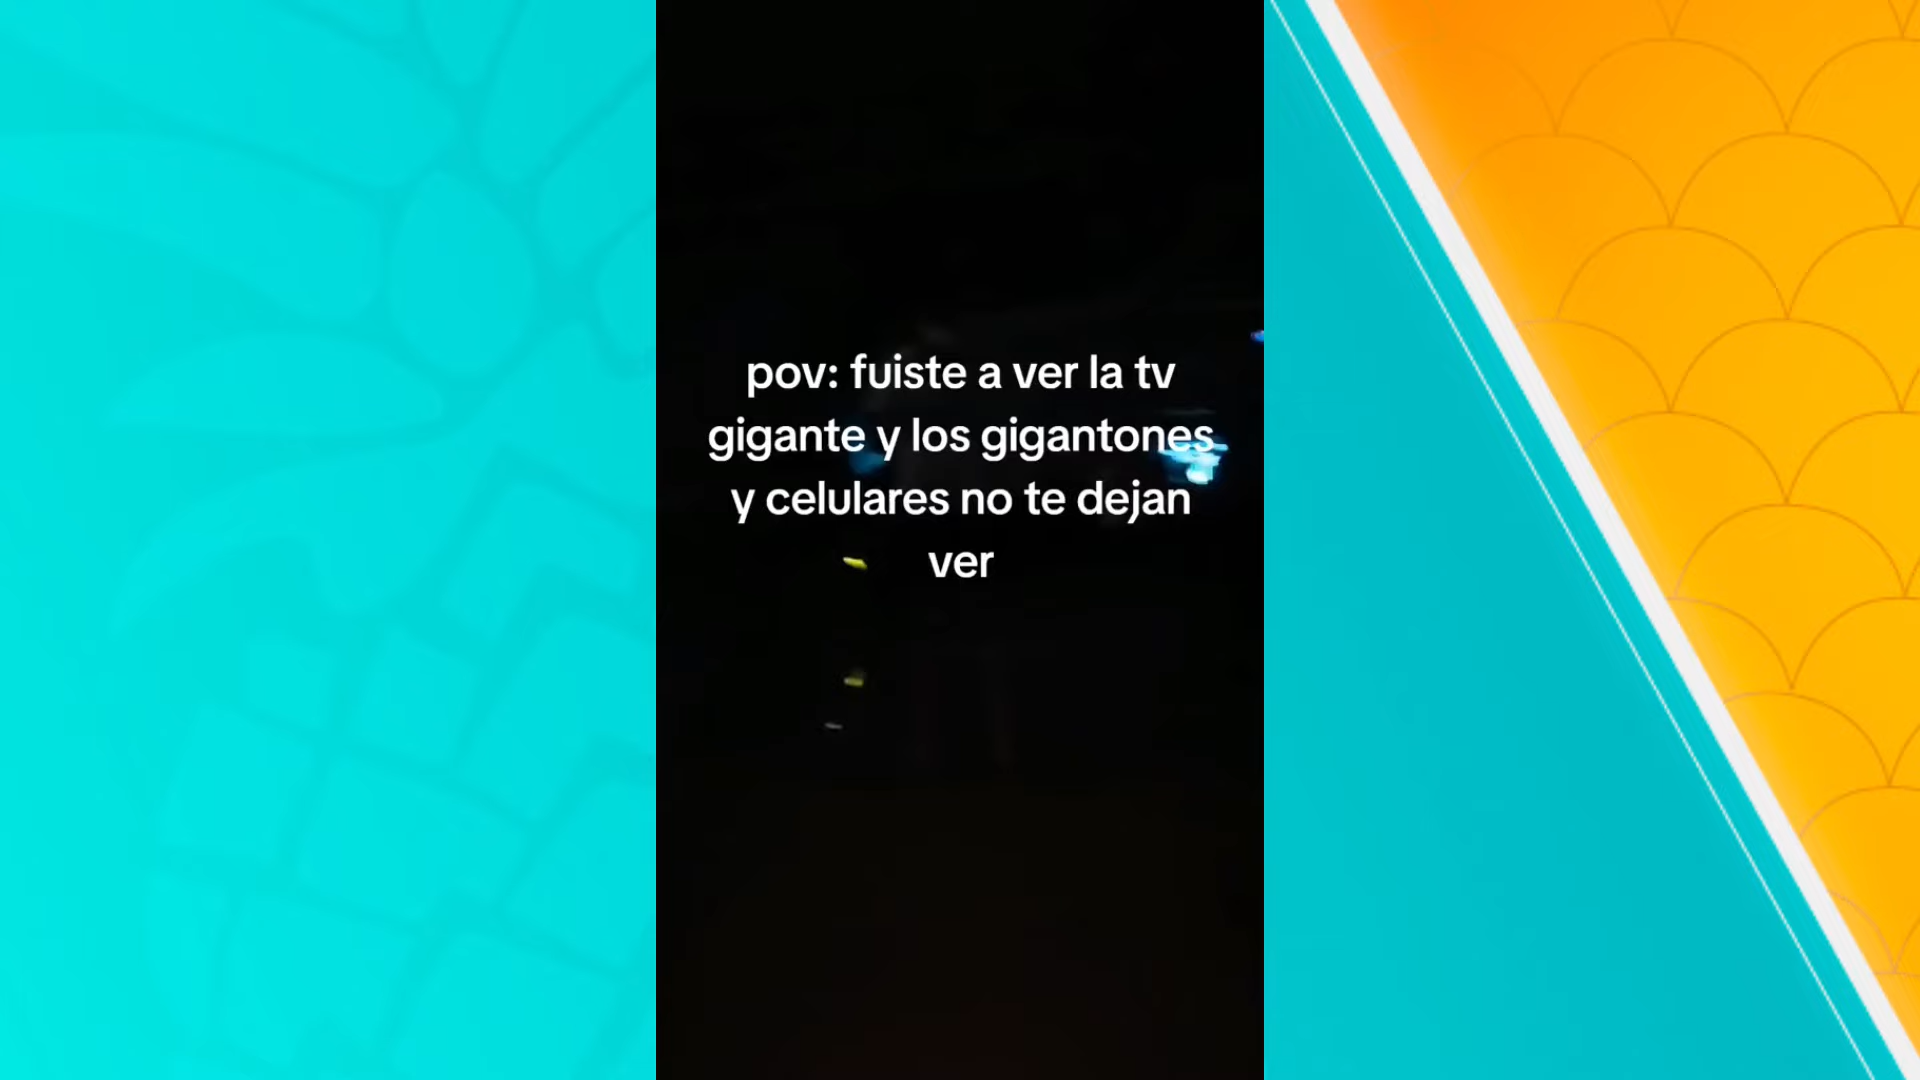 pov: fuiste a ver la tv
gigante y los gigantones
y celulares no te dejan
ver